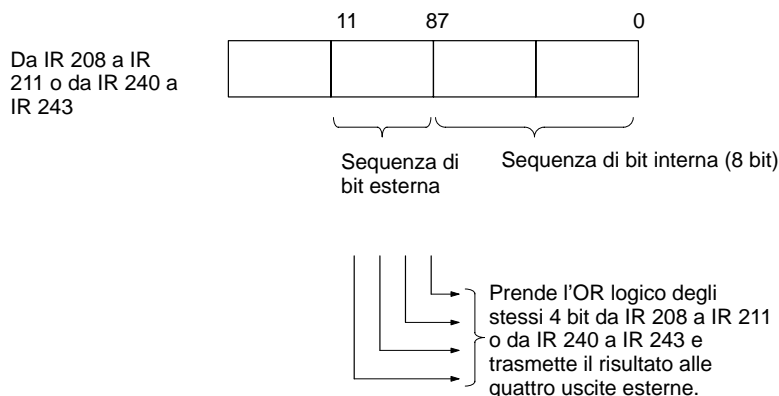 11 87 0
Da IR 208 a IR
211 o da IR 240 a
IR 243
Sequenza di
bit esterna
Sequenza di bit interna (8 bit)
Prende l'OR logico degli
stessi 4 bit da IR 208 a IR 211
o da IR 240 a IR 243 e
trasmette il risultato alle
quattro uscite esterne.